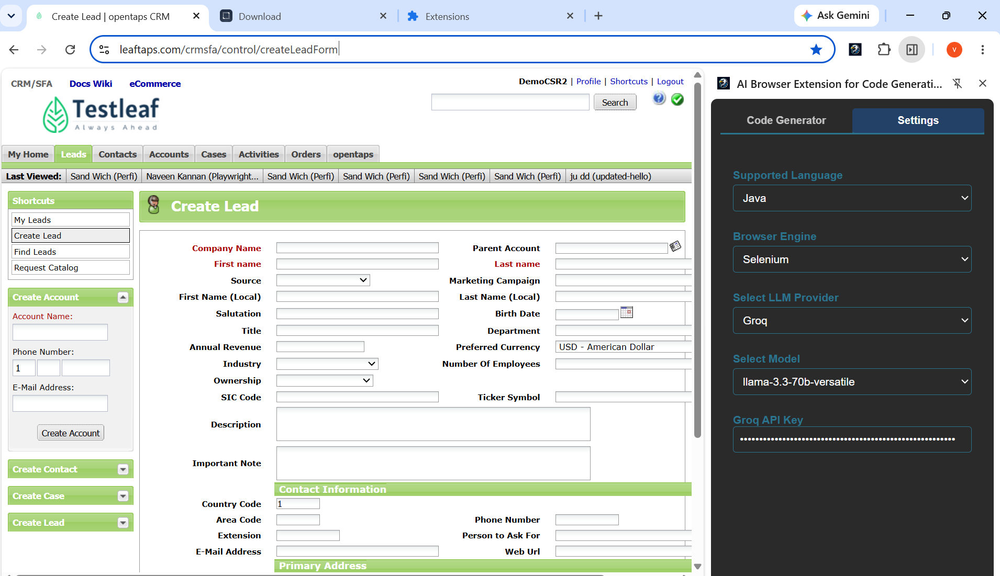 Create Lead | opentaps CRM
Download
Extensions
Ask Gemini
leaftaps.com/crmsfa/control/createLeadForm
V
CRM/SFA Docs Wiki eCommerce
DemoCSR2 | Profile | Shortcuts | Logout
Testleaf
Always Ahead
Search
?
My Home Leads Contacts Accounts Cases Activities Orders opentaps
Last Viewed: Sand Wich (Perfi) Naveen Kannan (Playwright... Sand Wich (Perfi) Sand Wich (Perfi) Sand Wich (Perfi) Sand Wich (Perfi) ju dd (updated-hello)
Shortcuts
My Leads
Create Lead
Find Leads
Request Catalog
Create Account
Account Name:
Phone Number:
1
E-Mail Address:
Create Account
Create Contact
Create Case
Create Lead
Create Lead
Company Name Parent Account
First name Last name
Source Marketing Campaign
First Name (Local) Last Name (Local)
Salutation Birth Date
Title Department
Annual Revenue Preferred Currency USD - American Dollar
Industry Number Of Employees
Ownership
SIC Code Ticker Symbol
Description
Important Note
Contact Information
Country Code 1
Area Code Phone Number
Extension Person to Ask For
E-Mail Address Web Url
Primary Address
AI Browser Extension for Code Generati...
Code Generator Settings
Supported Language
Java
Browser Engine
Selenium
Select LLM Provider
Groq
Select Model
llama-3.3-70b-versatile
Groq API Key